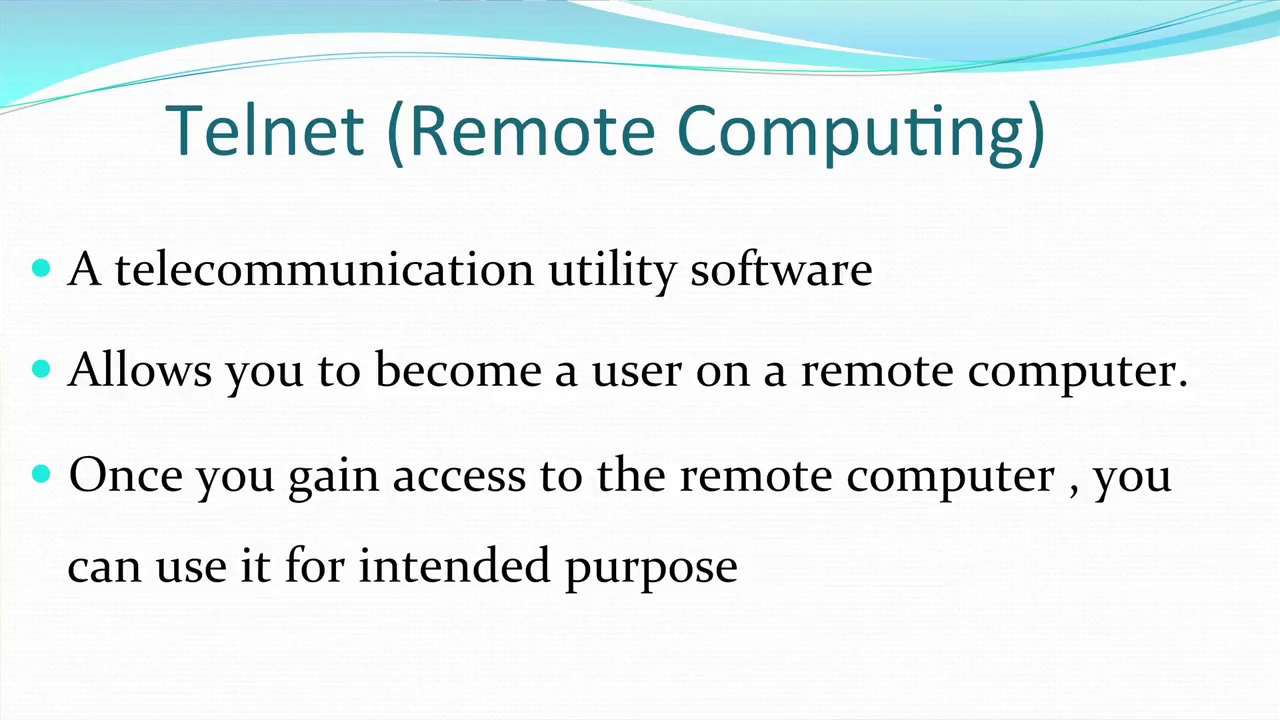 Telnet (Remote Computing)
• A telecommunication utility software
• Allows you to become a user on a remote computer.
• Once you gain access to the remote computer , you
can use it for intended purpose